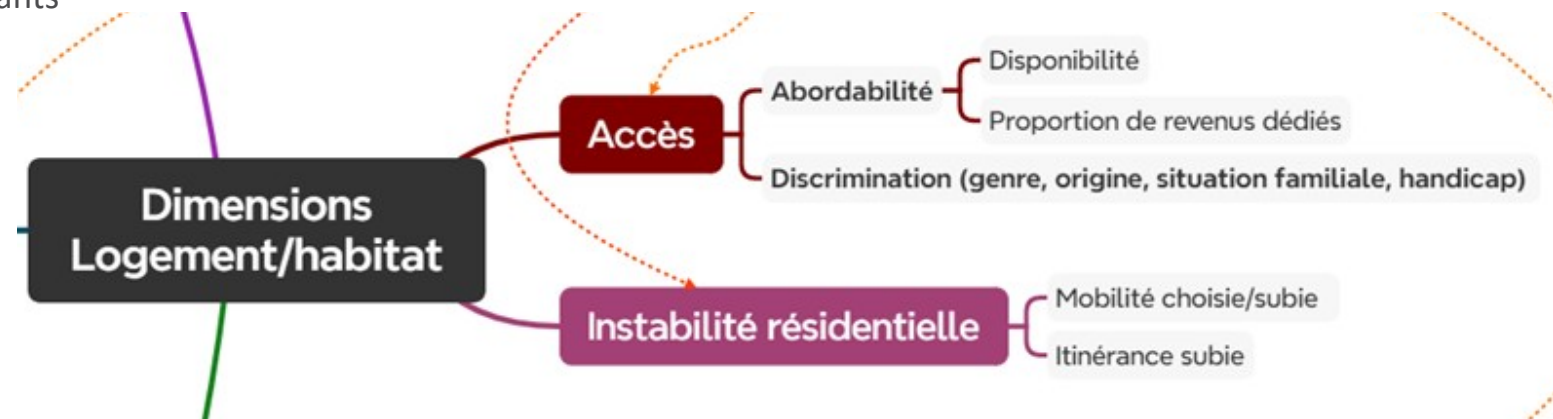 Dimensions
Logement/habitat
Accès
Abordabilité
Disponibilité
Proportion de revenus dédiés
Discrimination (genre, origine, situation familiale, handicap)
Instabilité résidentielle
Mobilité choisie/subie
Itinérance subie